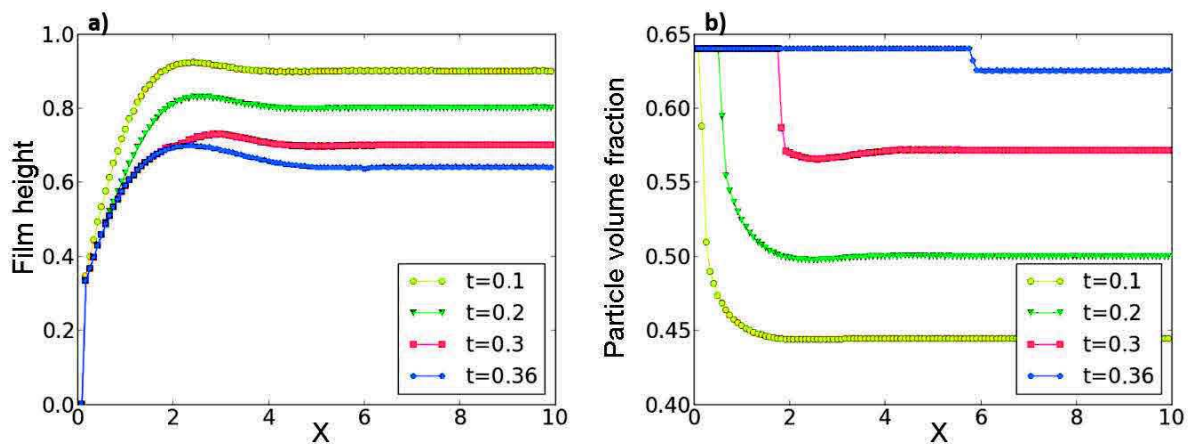 a)
1.0
0.8
0.6
0.4
0.2
0.0
Film height
0 2 4 6 8 10
X
t=0.1
t=0.2
t=0.3
t=0.36
b)
0.65
0.60
0.55
0.50
0.45
0.40
Particle volume fraction
0 2 4 6 8 10
X
t=0.1
t=0.2
t=0.3
t=0.36